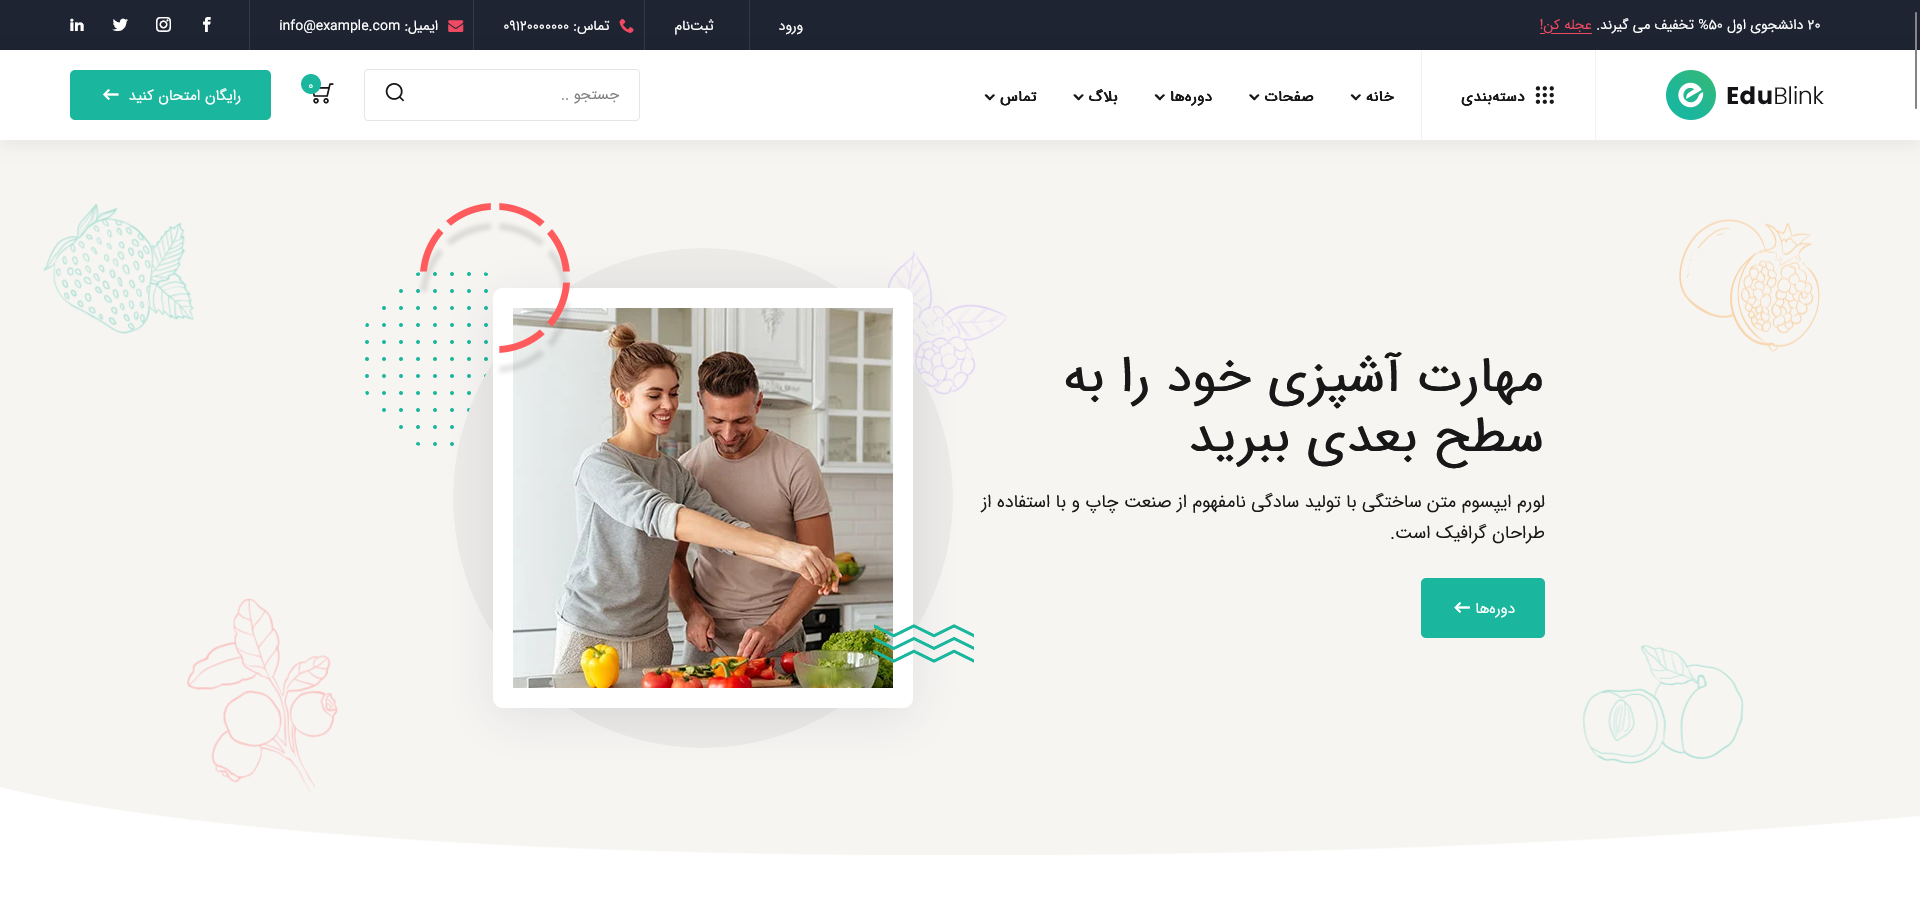 ۲۰ دانشجوی اول ۵۰% تخفیف می گیرند. عجله کن!
ورود
ثبت‌نام
تماس: ۰۹۱۲۰۰۰۰۰۰۰
ایمیل: info@example.com
EduBlink
دسته‌بندی
خانه
صفحات
دوره‌ها
بلاگ
تماس
جستجو ..
۰
رایگان امتحان کنید
مهارت آشپزی خود را به
سطح بعدی ببرید
لورم ایپسوم متن ساختگی با تولید سادگی نامفهوم از صنعت چاپ و با استفاده از
طراحان گرافیک است.
دوره‌ها